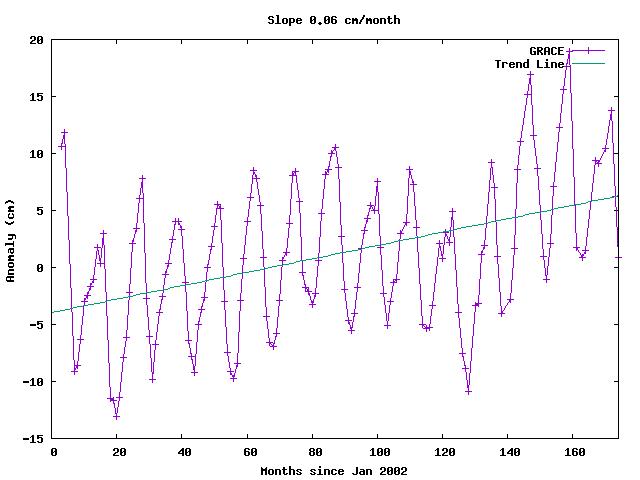 Slope 0.06 cm/month
GRACE
Trend Line
20
15
10
5
0
-5
-10
-15
Anomaly (cm)
0 20 40 60 80 100 120 140 160
Months since Jan 2002